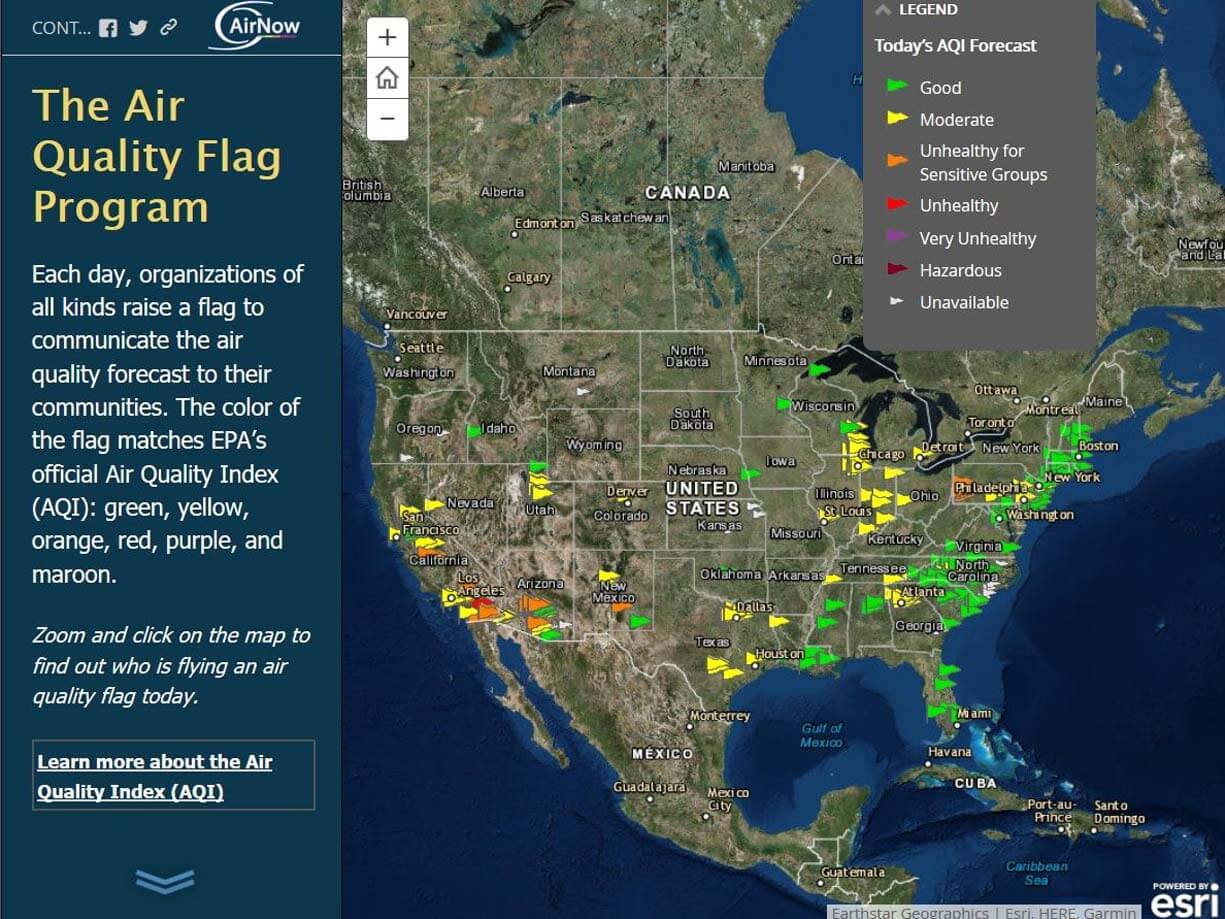 CONT...
AirNow
The Air
Quality Flag
Program
Each day, organizations of
all kinds raise a flag to
communicate the air
quality forecast to their
communities. The color of
the flag matches EPA's
official Air Quality Index
(AQI): green, yellow,
orange, red, purple, and
maroon.
Zoom and click on the map to
find out who is flying an air
quality flag today.
Learn more about the Air
Quality Index (AQI)
+
−
LEGEND
Today's AQI Forecast
Good
Moderate
Unhealthy for
Sensitive Groups
Unhealthy
Very Unhealthy
Hazardous
Unavailable
H
Manitoba
British
olumbia
Alberta
CANADA
Saskatchewan
Edmonton
Newfou
and La
Onta
Calgary
Vancouver
Seattle
Washington
North
Dakota
Minnesota
Montana
Ottawa
Montreal
Maine
South
Dakota
Wisconsin
Toronto
Oregon
Idaho
Wyoming
Detroit
New York
Boston
Chicago
Iowa
Nebraska
New York
UNITED
STATES
Denver
Colorado
Illinois
Ohio
Philadelphia
Nevada
Utah
San
Francisco
St Louis
Washington
Kansas
Missouri
Kentucky
Virginia
California
Oklahoma
Arkansas
Tennessee
North
Carolina
Los
Angeles
Arizona
New
Mexico
Atlanta
Dallas
Georgia
Texas
Houston
Miami
Monterrey
Gulf of
Mexico
MÉXICO
Havana
CUBA
Guadalajara
Mexico
City
Port-au-
Prince
Santo
Domingo
Guatemala
Caribbean
Sea
POWERED BY
esri
Earthstar Geographics | Esri, HERE, Garmin